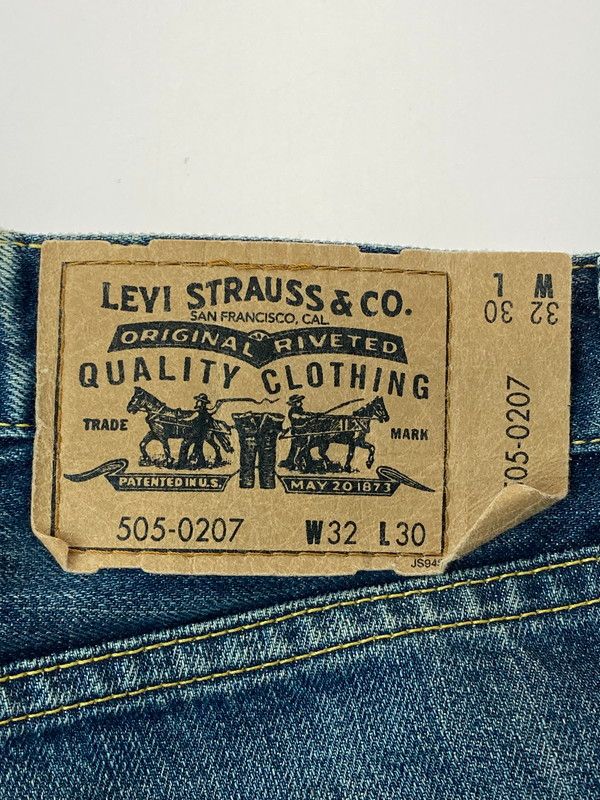 LEVI STRAUSS & CO.
SAN FRANCISCO, CAL.
ORIGINAL RIVETED
QUALITY CLOTHING
TRADE MARK
PATENTED IN U.S. MAY 20 1873
505-0207 W32 L30
W L
32 30
05-0207